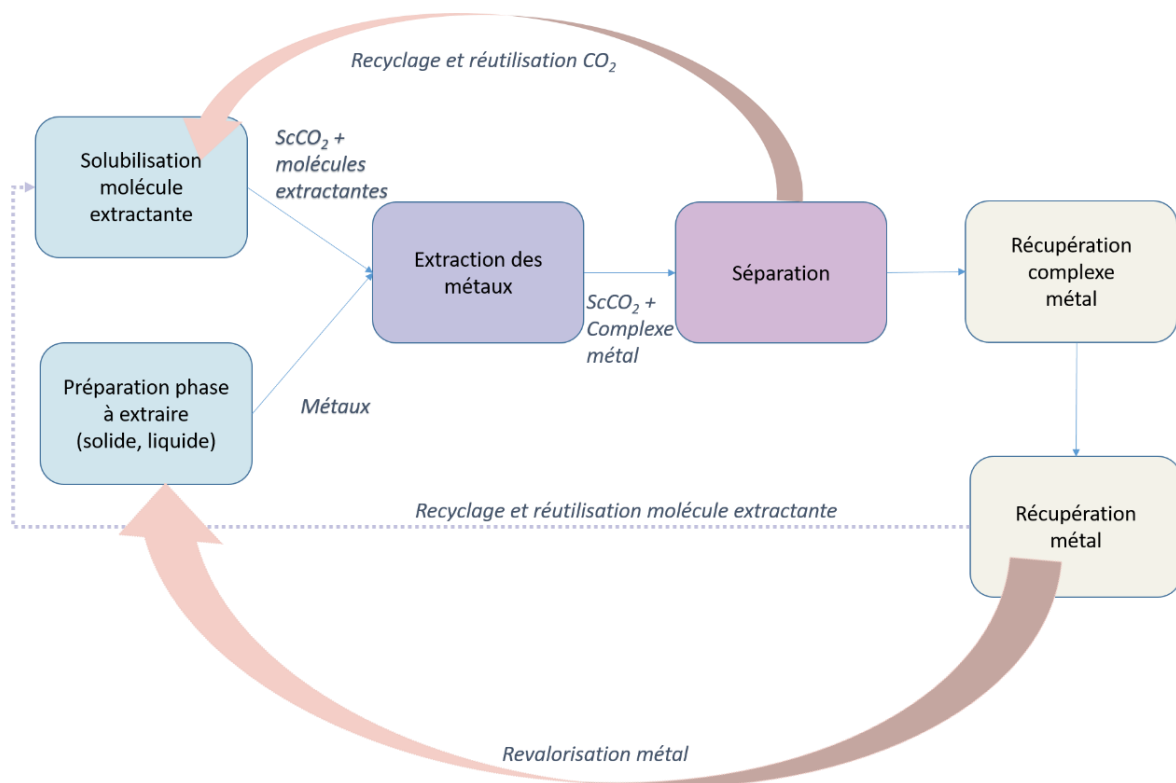 Recyclage et réutilisation CO₂
Solubilisation
molécule
extractante
ScCO₂ +
molécules
extractantes
Extraction des
métaux
ScCO₂ +
Complexe
métal
Séparation
Récupération
complexe
métal
Préparation phase
à extraire
(solide, liquide)
Métaux
Recyclage et réutilisation molécule extractante
Récupération
métal
Revalorisation métal